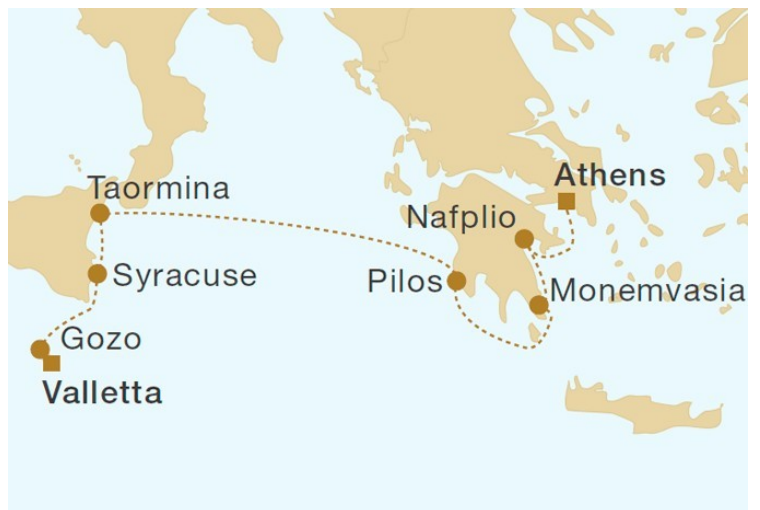 Athens
Taormina
Nafplio
Syracuse
Pilos
Monemvasia
Gozo
Valletta